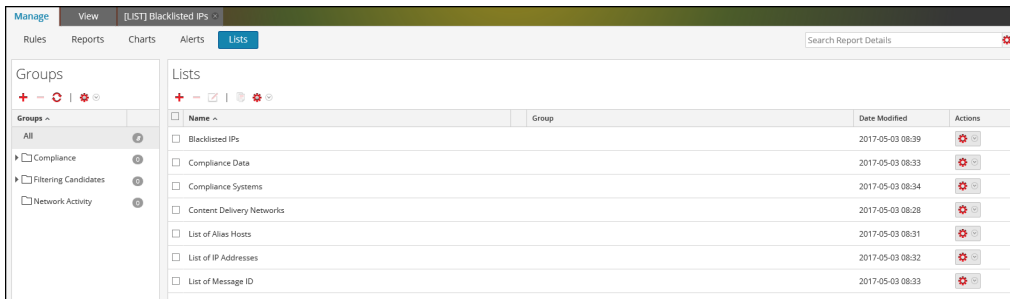 Manage View [LIST] Blacklisted IPs ×
Rules Reports Charts Alerts Lists Search Report Details
Groups
Lists
Groups
Name Group Date Modified Actions
All
Blacklisted IPs 2017-05-03 08:39
Compliance 0
Compliance Data 2017-05-03 08:33
Filtering Candidates 0
Compliance Systems 2017-05-03 08:34
Network Activity 0
Content Delivery Networks 2017-05-03 08:28
List of Alias Hosts 2017-05-03 08:31
List of IP Addresses 2017-05-03 08:32
List of Message ID 2017-05-03 08:33